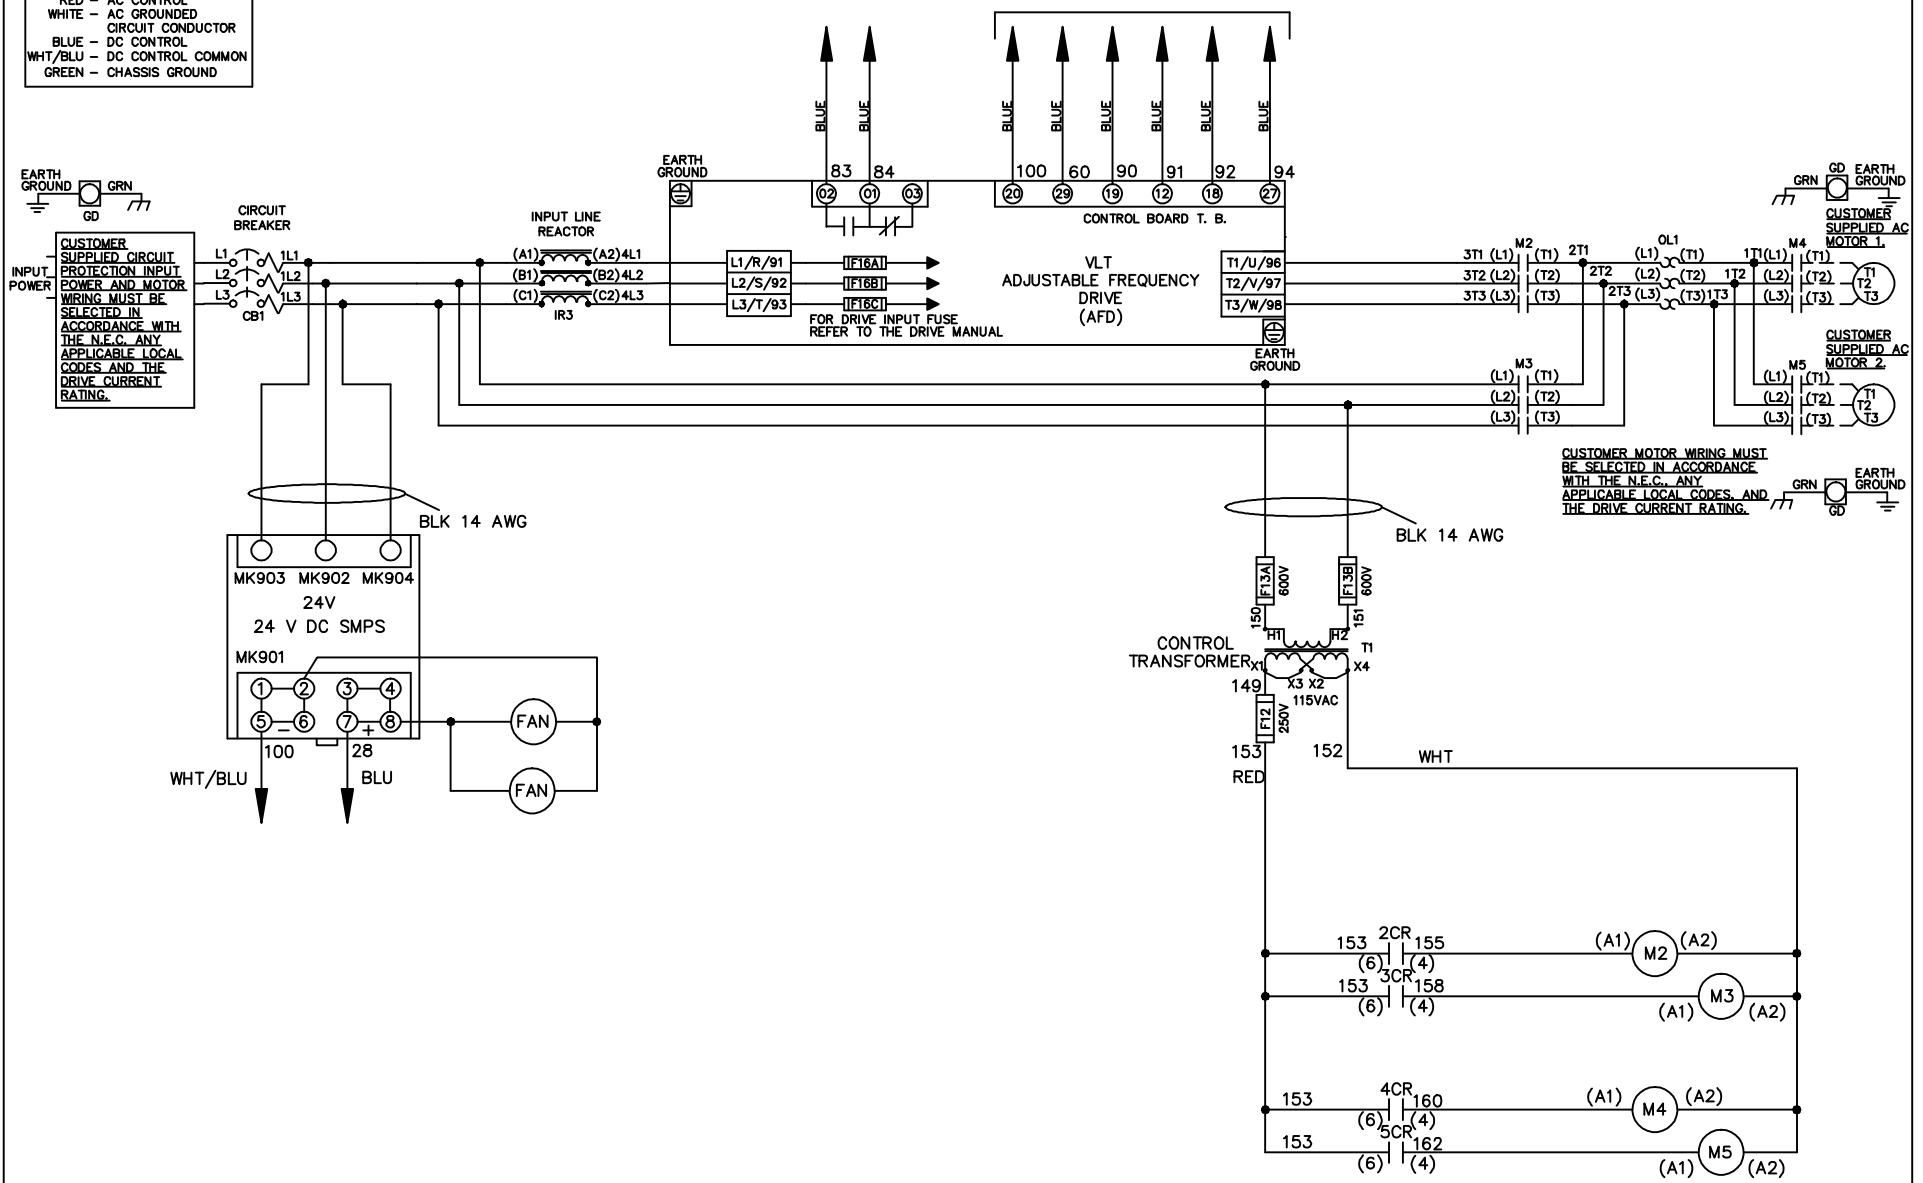 RED – AC CONTROL
WHITE – AC GROUNDED
CIRCUIT CONDUCTOR
BLUE – DC CONTROL
WHT/BLU – DC CONTROL COMMON
GREEN – CHASSIS GROUND
BLUE
BLUE
BLUE
BLUE
BLUE
BLUE
BLUE
BLUE
EARTH
GROUND
GRN
GD
CIRCUIT
BREAKER
INPUT LINE
REACTOR
EARTH
GROUND
83 84
02 01 03
100 60 90 91 92 94
20 29 19 12 18 27
CONTROL BOARD T. B.
GRN
GD
EARTH
GROUND
INPUT
POWER
CUSTOMER
SUPPLIED CIRCUIT
PROTECTION INPUT
POWER AND MOTOR
WIRING MUST BE
SELECTED IN
ACCORDANCE WITH
THE N.E.C. ANY
APPLICABLE LOCAL
CODES AND THE
DRIVE CURRENT
RATING.
L1 1L1
L2 1L2
L3 1L3
CB1
(A1) (A2) 4L1
(B1) (B2) 4L2
(C1) (C2) 4L3
IR3
L1/R/91
L2/S/92
L3/T/93
F16A
F16B
F16C
FOR DRIVE INPUT FUSE
REFER TO THE DRIVE MANUAL
VLT
ADJUSTABLE FREQUENCY
DRIVE
(AFD)
T1/U/96
T2/V/97
T3/W/98
EARTH
GROUND
M2
3T1 (L1) (T1) 2T1
3T2 (L2) (T2) 2T2
3T3 (L3) (T3) 2T3
OL1
(L1) (T1) 1T1
(L2) (T2) 1T2
(L3) (T3) 1T3
M4
(L1) (T1)
(L2) (T2)
(L3) (T3)
CUSTOMER
SUPPLIED AC
MOTOR 1.
T1
T2
T3
M3
(L1) (T1)
(L2) (T2)
(L3) (T3)
M5
(L1) (T1)
(L2) (T2)
(L3) (T3)
CUSTOMER
SUPPLIED AC
MOTOR 2.
T1
T2
T3
CUSTOMER MOTOR WIRING MUST
BE SELECTED IN ACCORDANCE
WITH THE N.E.C., ANY
APPLICABLE LOCAL CODES, AND
THE DRIVE CURRENT RATING.
GRN
GD
EARTH
GROUND
BLK 14 AWG
MK903 MK902 MK904
24V
24 V DC SMPS
MK901
1 2 3 4
5 6 7 8
– +
100 28
WHT/BLU
BLU
FAN
FAN
BLK 14 AWG
F13A
600V
F13B
600V
150
151
H1 H2
T1
CONTROL
TRANSFORMER
X1 X4
X3 X2
115VAC
149
F12
250V
153
RED
152
WHT
153 2CR 155
(6) (4)
(A1) M2 (A2)
153 3CR 158
(6) (4)
(A1) M3 (A2)
153 4CR 160
(6) (4)
(A1) M4 (A2)
153 5CR 162
(6) (4)
(A1) M5 (A2)